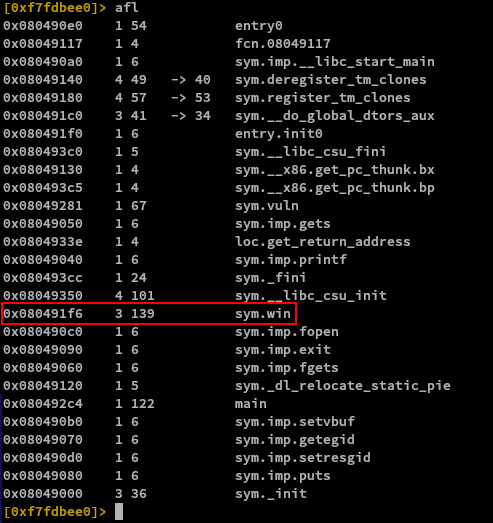 [0xf7fdbee0]> afl
0x080490e0 1 54 entry0
0x08049117 1 4 fcn.08049117
0x080490a0 1 6 sym.imp.__libc_start_main
0x08049140 4 49 -> 40 sym.deregister_tm_clones
0x08049180 4 57 -> 53 sym.register_tm_clones
0x080491c0 3 41 -> 34 sym.__do_global_dtors_aux
0x080491f0 1 6 entry.init0
0x080493c0 1 5 sym.__libc_csu_fini
0x08049130 1 4 sym.__x86.get_pc_thunk.bx
0x080493c5 1 4 sym.__x86.get_pc_thunk.bp
0x08049281 1 67 sym.vuln
0x08049050 1 6 sym.imp.gets
0x0804933e 1 4 loc.get_return_address
0x08049040 1 6 sym.imp.printf
0x080493cc 1 24 sym._fini
0x08049350 4 101 sym.__libc_csu_init
0x080491f6 3 139 sym.win
0x080490c0 1 6 sym.imp.fopen
0x08049090 1 6 sym.imp.exit
0x08049060 1 6 sym.imp.fgets
0x08049120 1 5 sym._dl_relocate_static_pie
0x080492c4 1 122 main
0x080490b0 1 6 sym.imp.setvbuf
0x08049070 1 6 sym.imp.getegid
0x080490d0 1 6 sym.imp.setresgid
0x08049080 1 6 sym.imp.puts
0x08049000 3 36 sym._init
[0xf7fdbee0]>